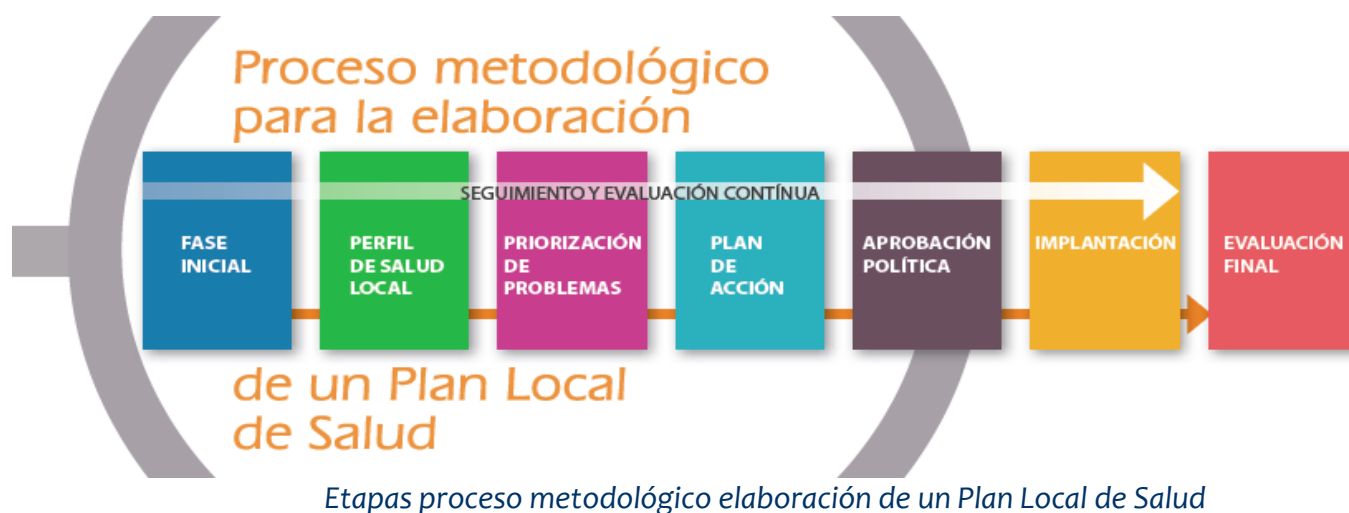 Proceso metodológico
para la elaboración
SEGUIMIENTO Y EVALUACIÓN CONTÍNUA
FASE
INICIAL
PERFIL
DE SALUD
LOCAL
PRIORIZACIÓN
DE
PROBLEMAS
PLAN
DE
ACCIÓN
APROBACIÓN
POLÍTICA
IMPLANTACIÓN
EVALUACIÓN
FINAL
de un Plan Local
de Salud
Etapas proceso metodológico elaboración de un Plan Local de Salud